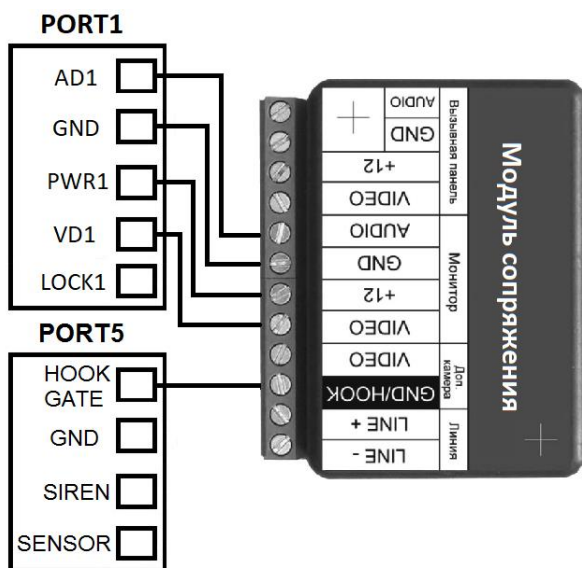 PORT1
AD1
GND
PWR1
VD1
LOCK1
PORT5
HOOK
GATE
GND
SIREN
SENSOR
AUDIO
GND
+12
VIDEO
Вызывная панель
AUDIO
GND
+12
VIDEO
Монитор
VIDEO
GND/HOOK
Доп.
камера
LINE +
LINE -
Линия
Модуль сопряжения